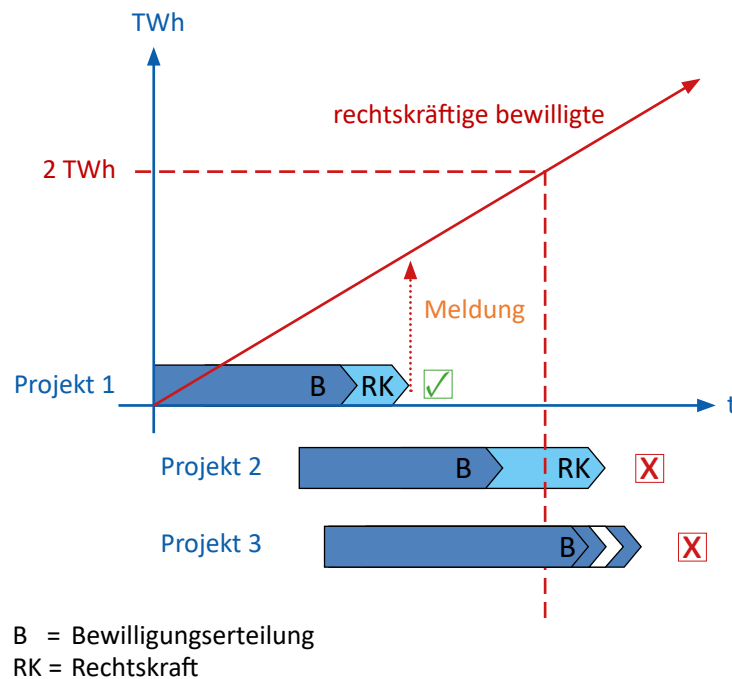 TWh
rechtskräftige bewilligte
2 TWh
Meldung
Projekt 1
B
RK
t
Projekt 2
B
RK
X
Projekt 3
B
X
B = Bewilligungserteilung
RK = Rechtskraft